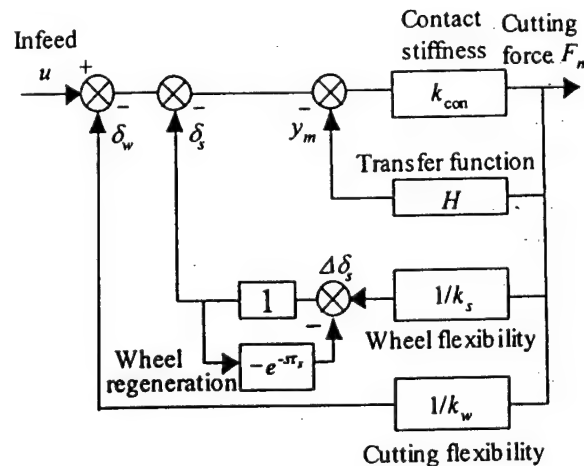 Infeed
u
+
−
δw
−
δs
−
ym
Contact
stiffness
kcon
Cutting
force Fn
Transfer function
H
Δδs
1
1/ks
Wheel flexibility
−
Wheel
regeneration
−e^-sτs
1/kw
Cutting flexibility